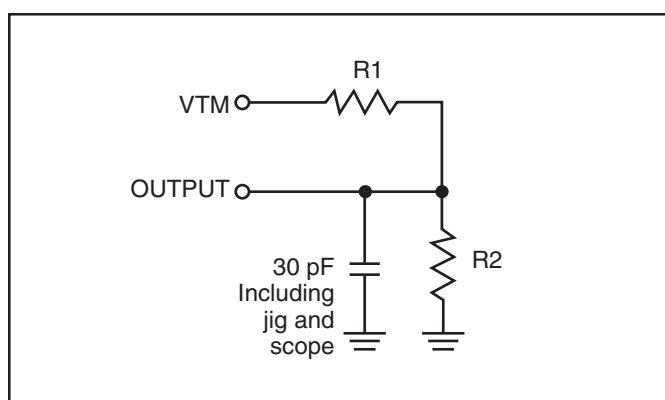 R1
VTM
OUTPUT
R2
30 pF
Including
jig and
scope